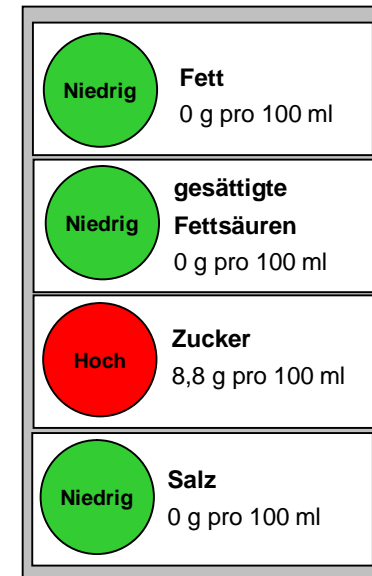 Niedrig
Fett
0 g pro 100 ml
Niedrig
gesättigte
Fettsäuren
0 g pro 100 ml
Hoch
Zucker
8,8 g pro 100 ml
Niedrig
Salz
0 g pro 100 ml